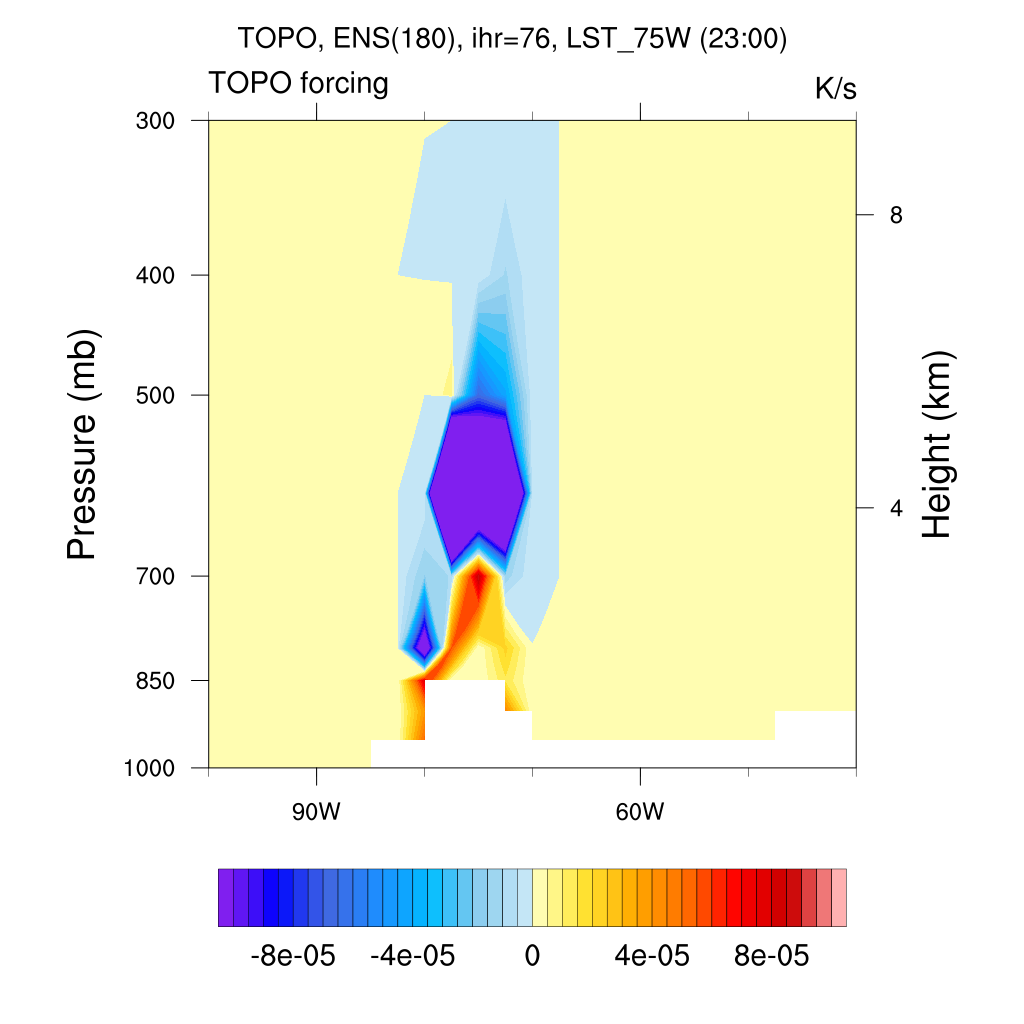 TOPO, ENS(180), ihr=76, LST_75W (23:00)
TOPO forcing
K/s
300
400
500
700
850
1000
Pressure (mb)
8
4
Height (km)
90W
60W
-8e-05
-4e-05
0
4e-05
8e-05